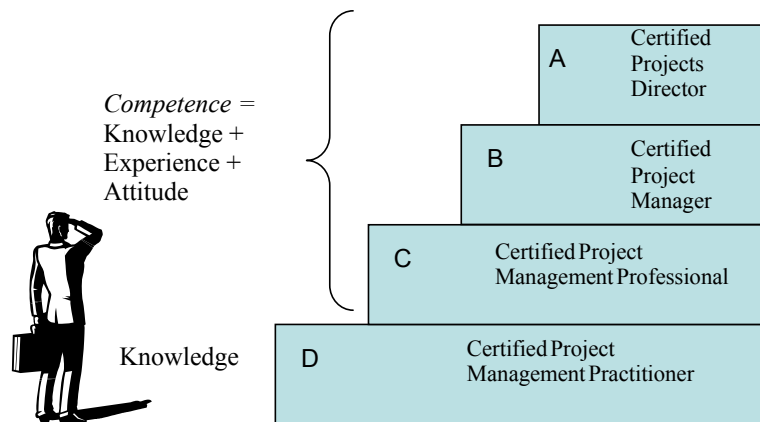 A
Certified
Projects
Director
Competence =
Knowledge +
Experience +
Attitude
B
Certified
Project
Manager
C
Certified Project
Management Professional
Knowledge
D
Certified Project
Management Practitioner